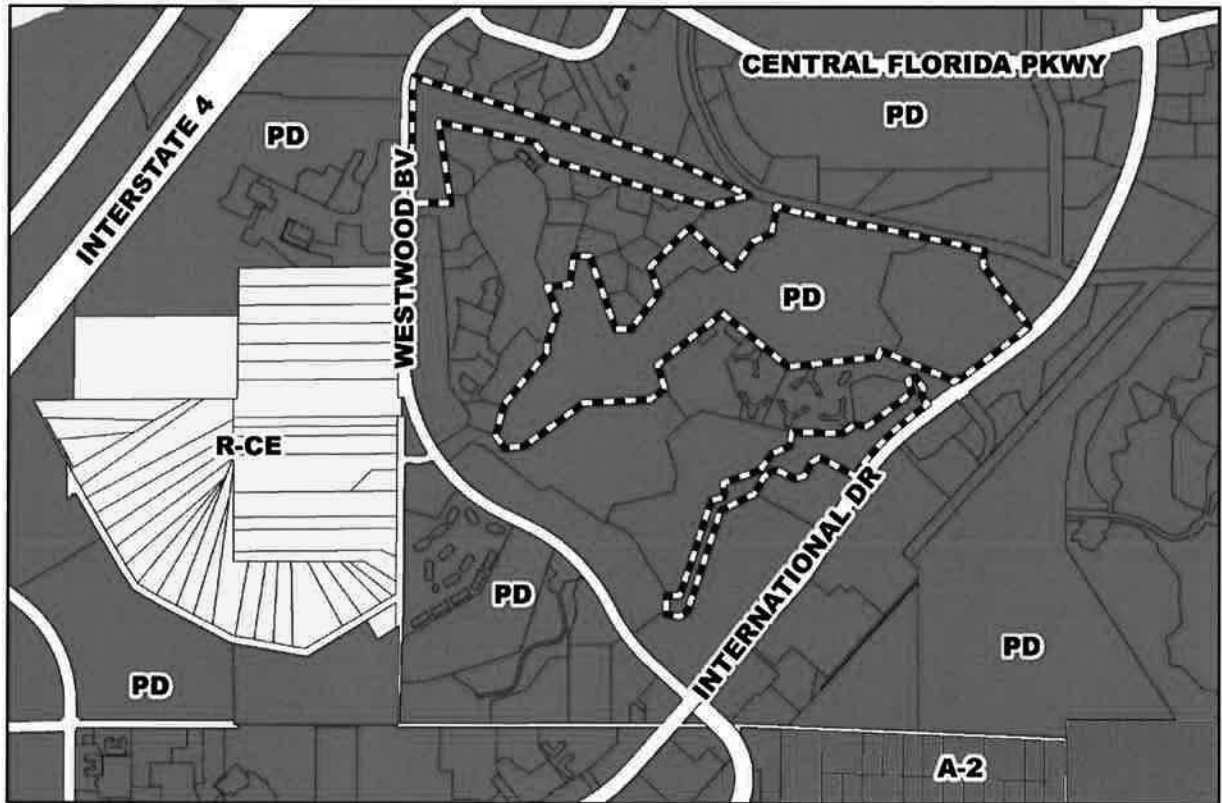 CENTRAL FLORIDA PKWY
PD
PD
INTERSTATE 4
WESTWOOD BV
PD
R-CE
INTERNATIONAL DR
PD
PD
PD
A-2